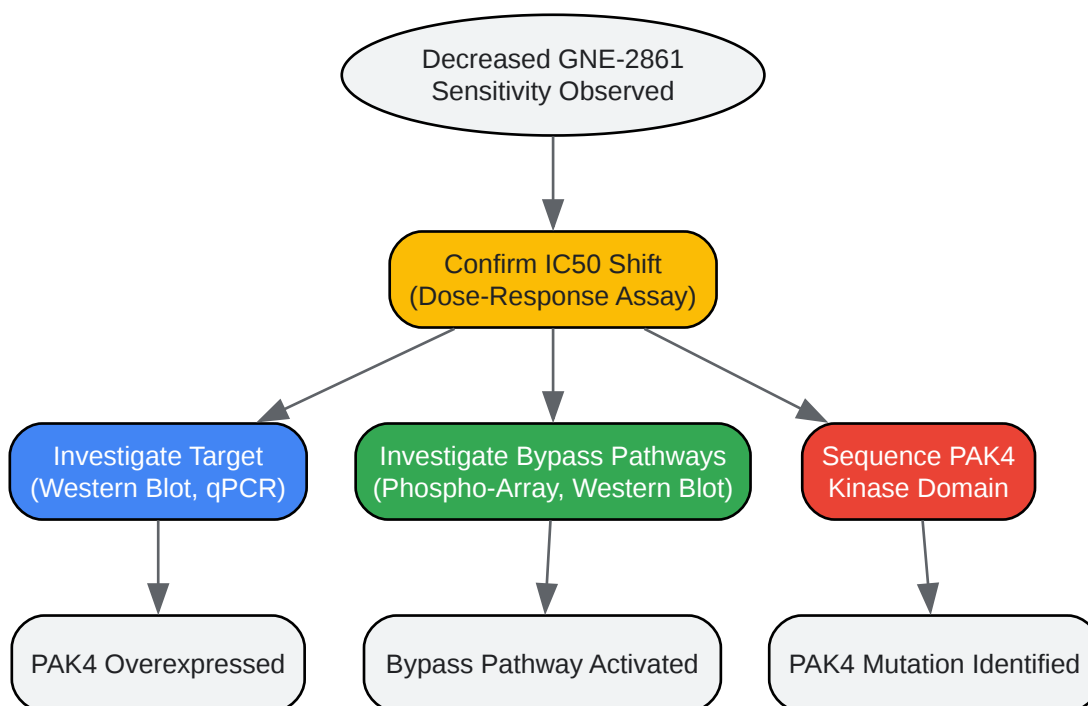 Decreased GNE-2861
Sensitivity Observed
Confirm IC50 Shift
(Dose-Response Assay)
Investigate Target
(Western Blot, qPCR)
Investigate Bypass Pathways
(Phospho-Array, Western Blot)
Sequence PAK4
Kinase Domain
PAK4 Overexpressed
Bypass Pathway Activated
PAK4 Mutation Identified